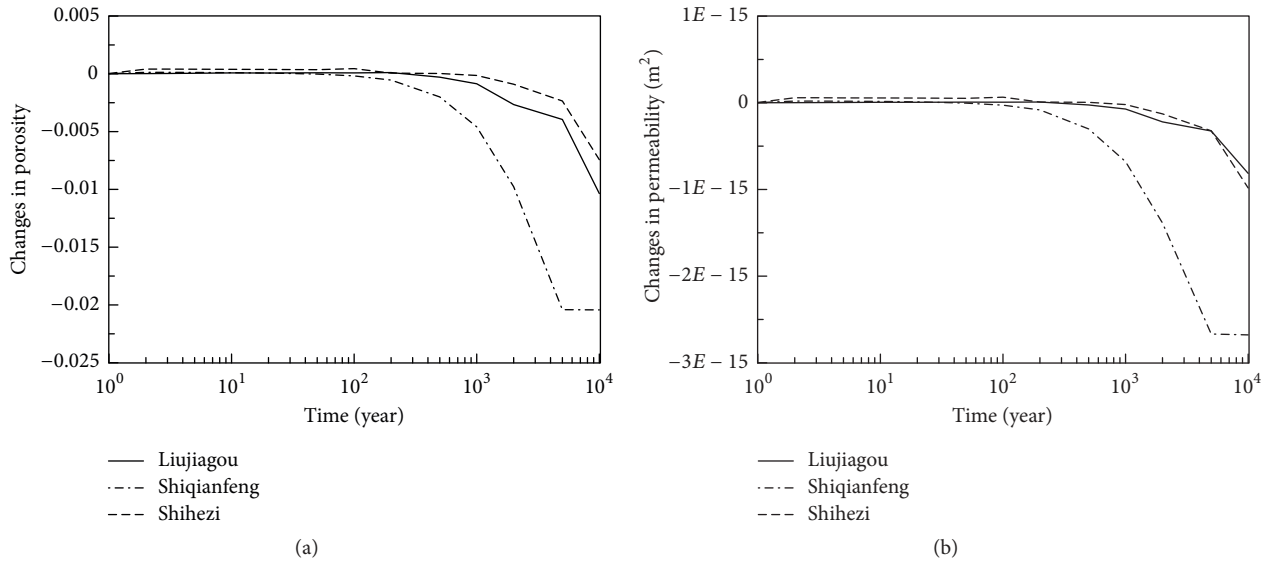 Changes in porosity
0.005
0
−0.005
−0.01
−0.015
−0.02
−0.025
10^0 10^1 10^2 10^3 10^4
Time (year)
Liujiagou
Shiqianfeng
Shihezi
(a)
Changes in permeability (m^2)
1E − 15
0
−1E − 15
−2E − 15
−3E − 15
10^0 10^1 10^2 10^3 10^4
Time (year)
Liujiagou
Shiqianfeng
Shihezi
(b)